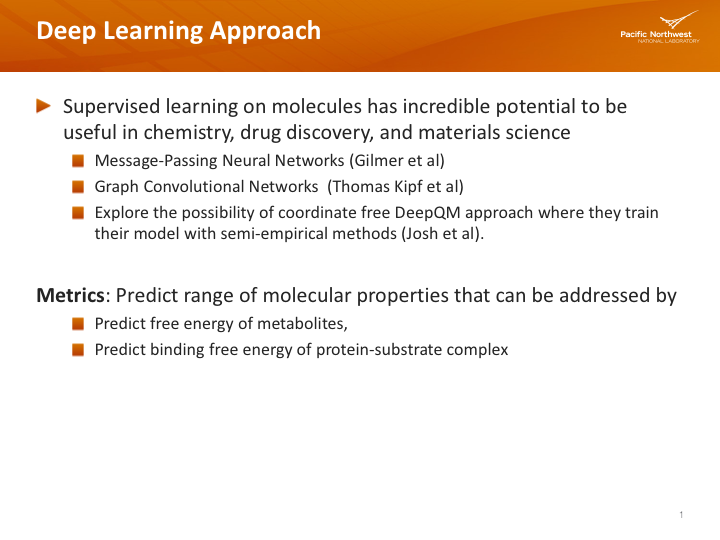 Deep Learning Approach
Pacific Northwest
NATIONAL LABORATORY
Supervised learning on molecules has incredible potential to be
useful in chemistry, drug discovery, and materials science
Message-Passing Neural Networks (Gilmer et al)
Graph Convolutional Networks (Thomas Kipf et al)
Explore the possibility of coordinate free DeepQM approach where they train
their model with semi-empirical methods (Josh et al).
Metrics: Predict range of molecular properties that can be addressed by
Predict free energy of metabolites,
Predict binding free energy of protein-substrate complex
1